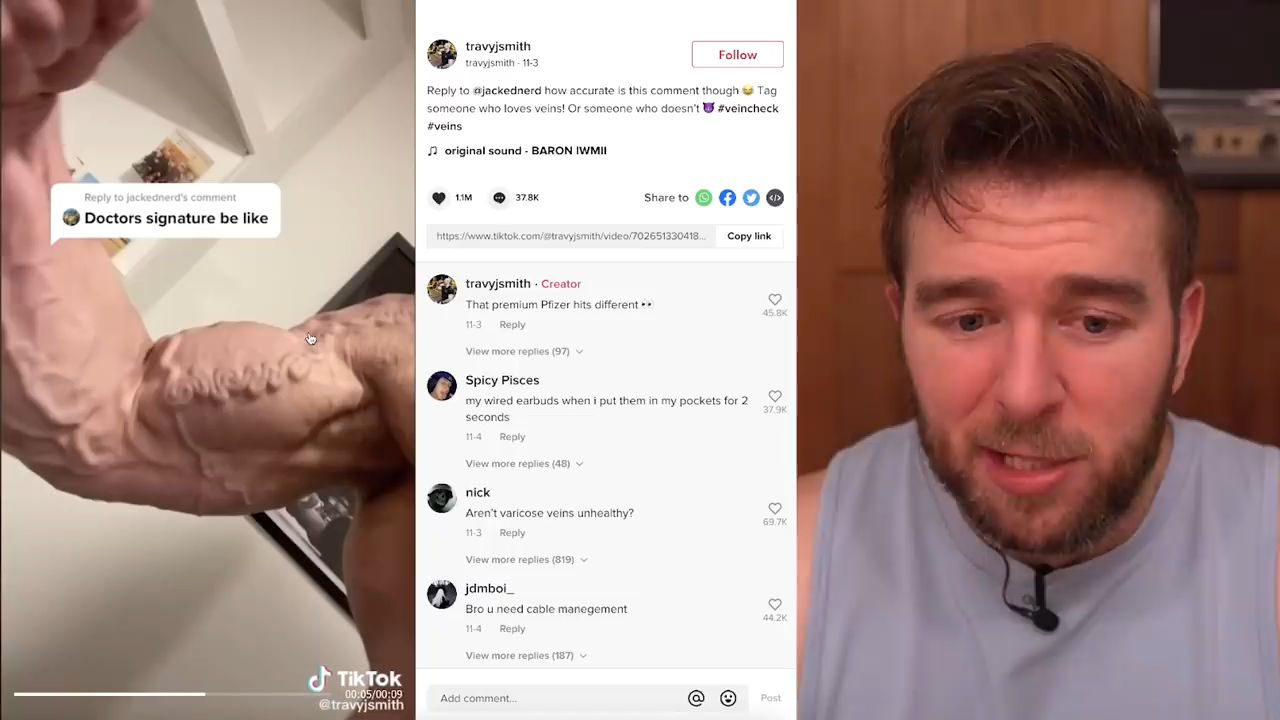 Reply to jackednerd's comment
Doctors signature be like
TikTok
00:05/00:09
@travyjsmith
travyjsmith
travyjsmith · 11-3
Follow
Reply to @jackednerd how accurate is this comment though 😂 Tag
someone who loves veins! Or someone who doesn't 😈 #veincheck
#veins
♫ original sound - BARON IWMII
1.1M
37.8K
Share to
https://www.tiktok.com/@travyjsmith/video/702651330418...
Copy link
travyjsmith · Creator
That premium Pfizer hits different 👀
11-3 Reply
45.8K
View more replies (97)
Spicy Pisces
my wired earbuds when i put them in my pockets for 2
seconds
37.9K
11-4 Reply
View more replies (48)
nick
Aren't varicose veins unhealthy?
69.7K
11-3 Reply
View more replies (819)
jdmboi_
Bro u need cable manegement
44.2K
11-4 Reply
View more replies (187)
Add comment...
@
Post